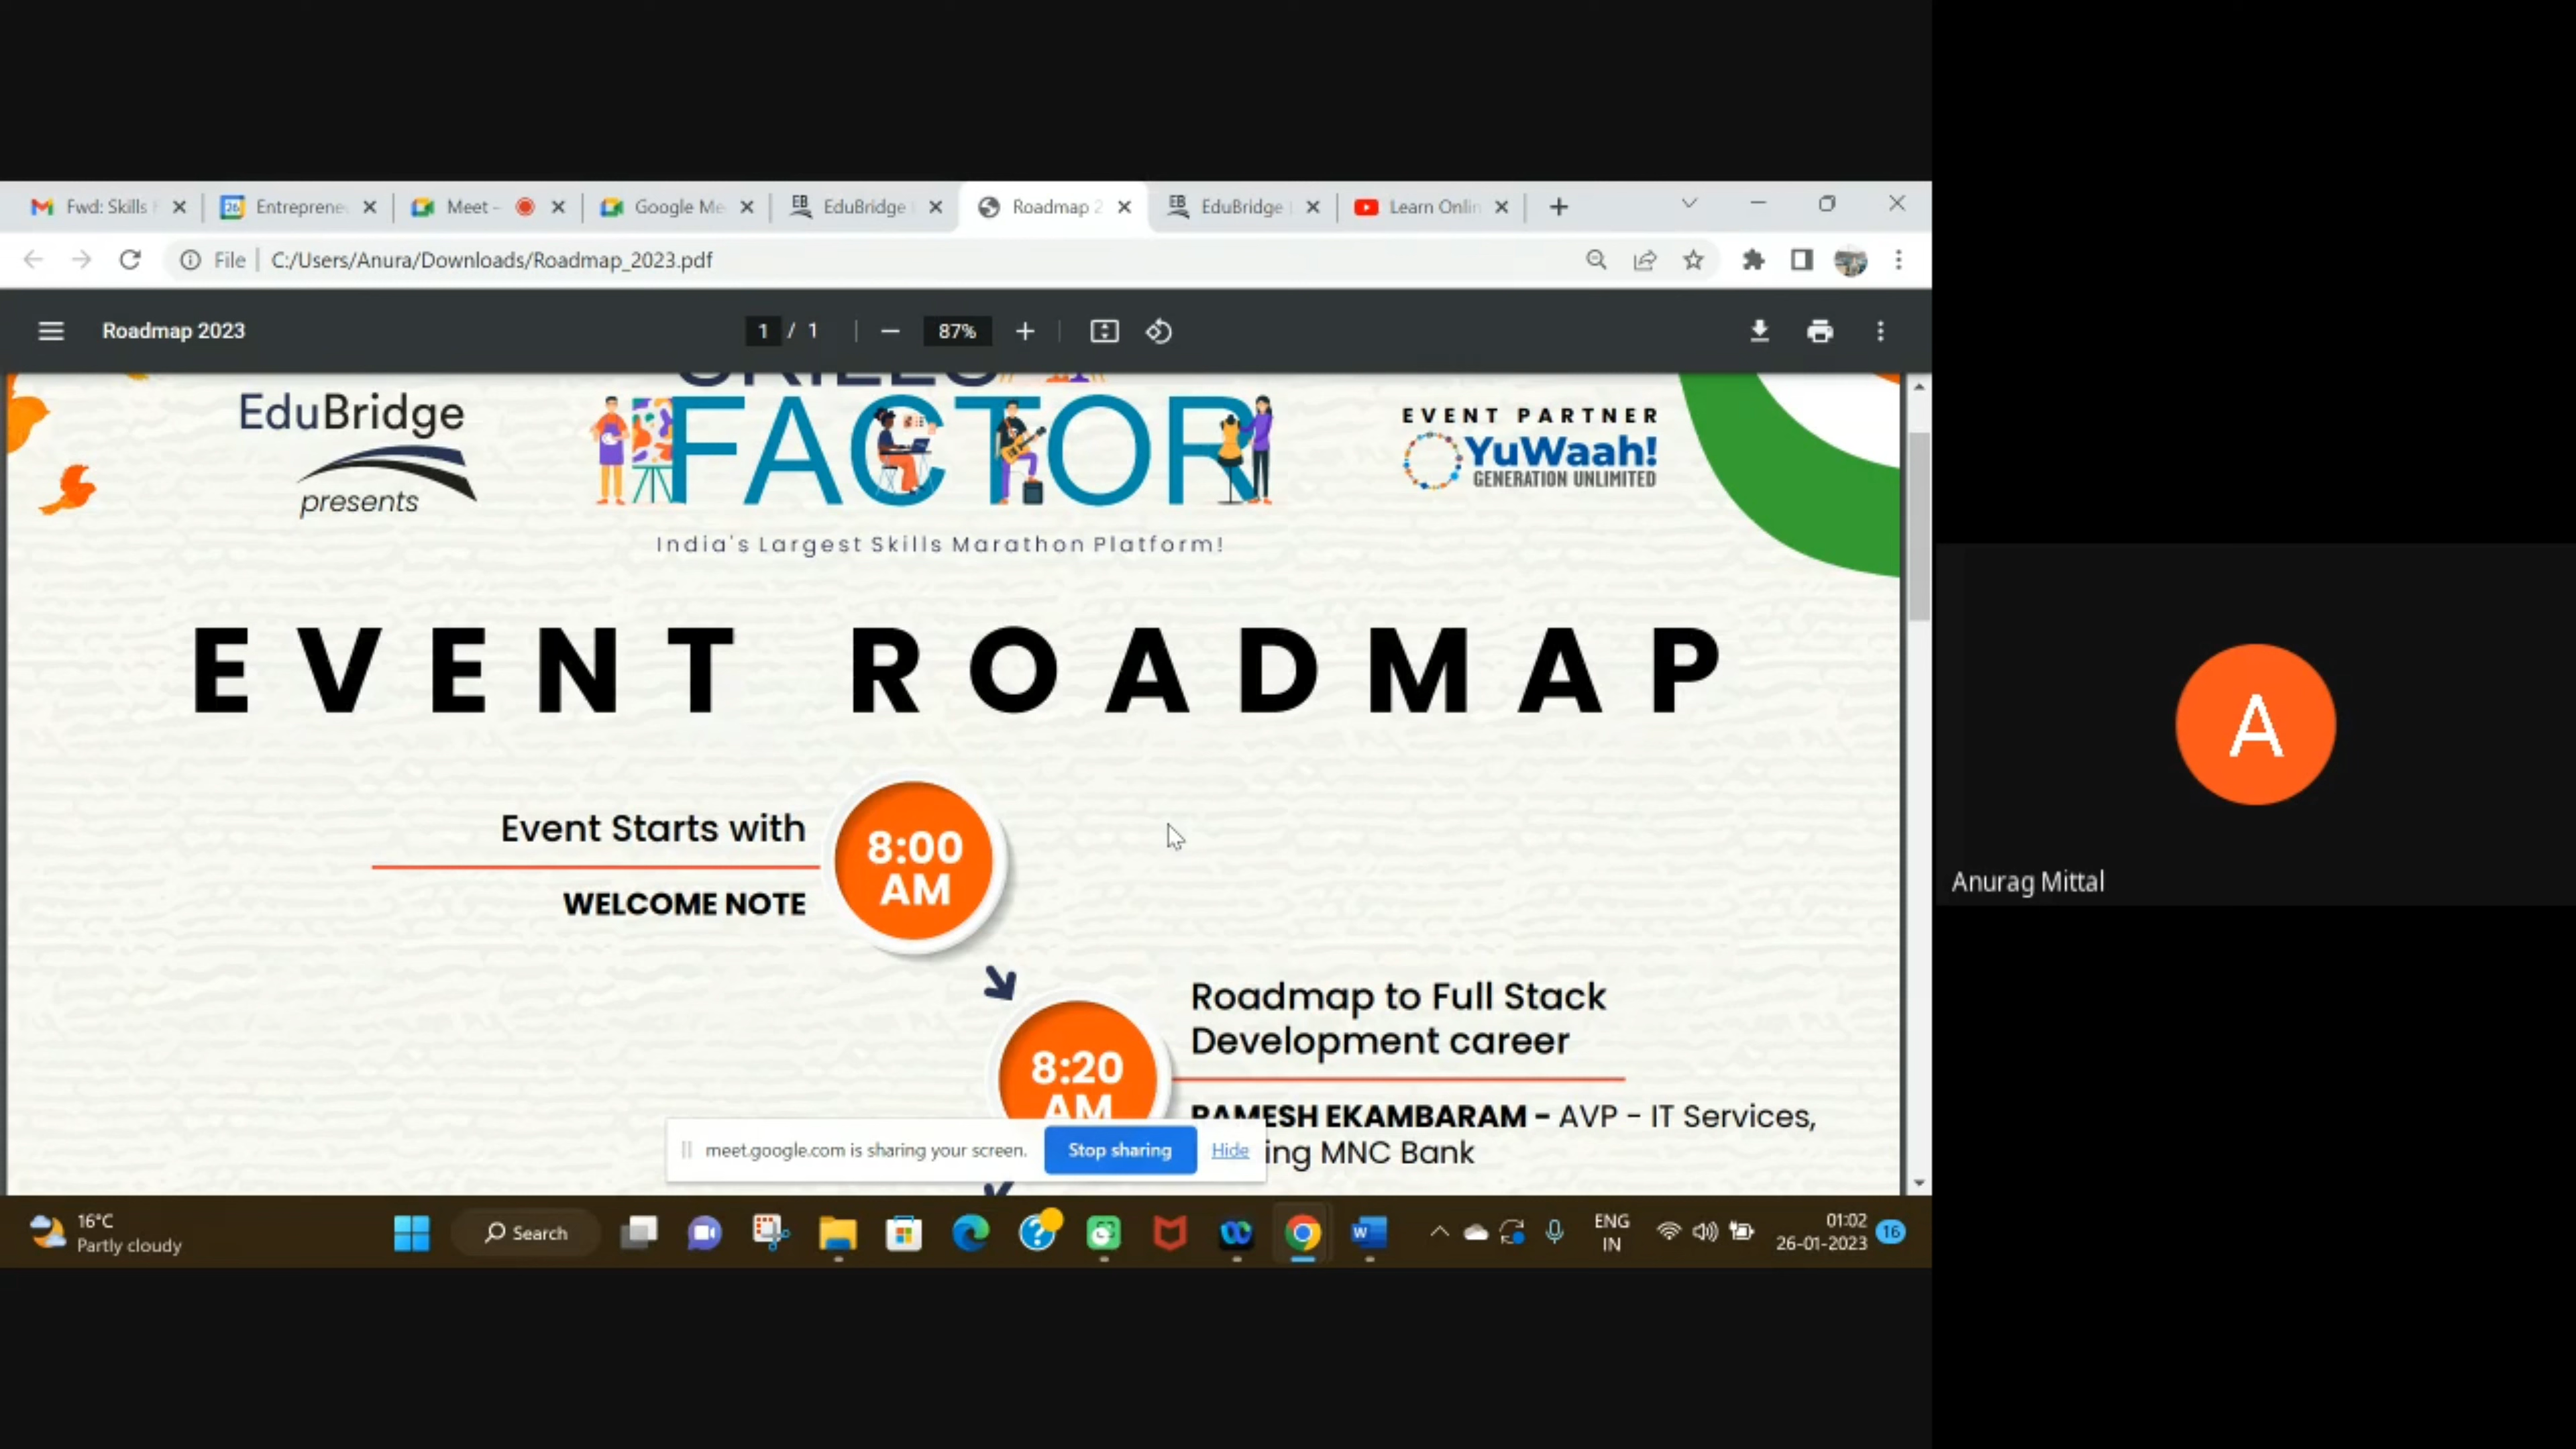 Fwd: Skills
Entreprene
Meet -
Google Me
EduBridge
Roadmap 2
EduBridge
Learn Onlin
File
C:/Users/Anura/Downloads/Roadmap_2023.pdf
Roadmap 2023
1 / 1
87%
EduBridge
presents
SKILLS
FACTOR
India's Largest Skills Marathon Platform!
EVENT PARTNER
YuWaah!
GENERATION UNLIMITED
EVENT ROADMAP
Event Starts with
WELCOME NOTE
8:00
AM
8:20
AM
Roadmap to Full Stack
Development career
RAMESH EKAMBARAM - AVP - IT Services,
ing MNC Bank
meet.google.com is sharing your screen.
Stop sharing
Hide
A
Anurag Mittal
16°C
Partly cloudy
Search
ENG
IN
01:02
26-01-2023
16